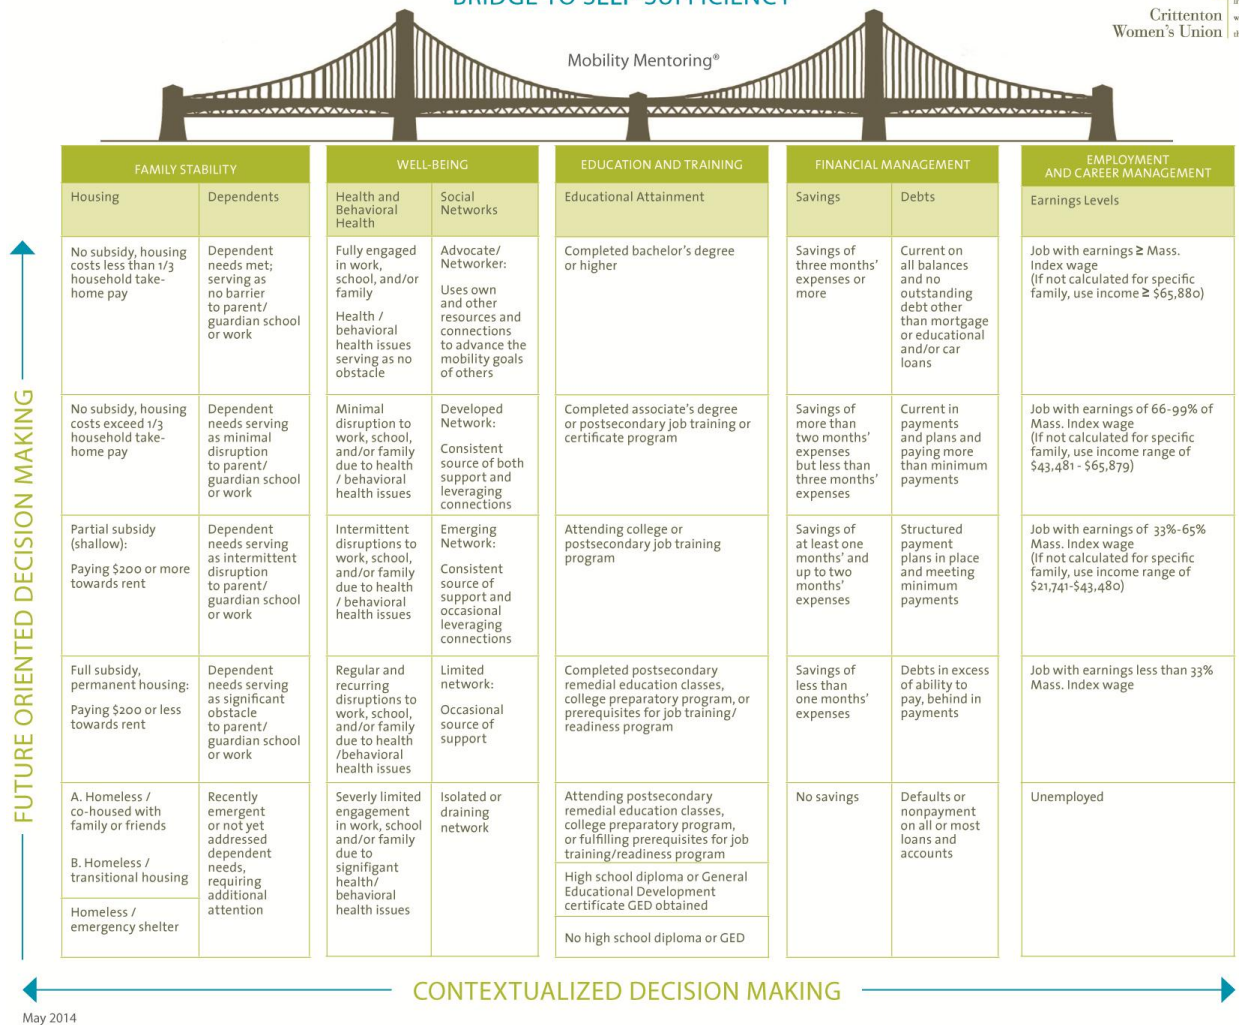 BRIDGE TO SELF-SUFFICIENCY
Crittenton
Women's Union
Mobility Mentoring®
FAMILY STABILITY
WELL-BEING
EDUCATION AND TRAINING
FINANCIAL MANAGEMENT
EMPLOYMENT
AND CAREER MANAGEMENT
Housing
Dependents
Health and
Behavioral
Health
Social
Networks
Educational Attainment
Savings
Debts
Earnings Levels
No subsidy, housing
costs less than 1/3
household take-
home pay
Dependent
needs met;
serving as
no barrier
to parent/
guardian school
or work
Fully engaged
in work,
school, and/or
family
Health /
behavioral
health issues
serving as no
obstacle
Advocate/
Networker:
Uses own
and other
resources and
connections
to advance the
mobility goals
of others
Completed bachelor's degree
or higher
Savings of
three months'
expenses or
more
Current on
all balances
and no
outstanding
debt other
than mortgage
or educational
and/or car
loans
Job with earnings ≥ Mass.
Index wage
(If not calculated for specific
family, use income ≥ $65,880)
No subsidy, housing
costs exceed 1/3
household take-
home pay
Dependent
needs serving
as minimal
disruption
to parent/
guardian school
or work
Minimal
disruption to
work, school,
and/or family
due to health
/ behavioral
health issues
Developed
Network:
Consistent
source of both
support and
leveraging
connections
Completed associate's degree
or postsecondary job training or
certificate program
Savings of
more than
two months'
expenses
but less than
three months'
expenses
Current in
payments
and plans and
paying more
than minimum
payments
Job with earnings of 66-99% of
Mass. Index wage
(If not calculated for specific
family, use income range of
$43,481 - $65,879)
Partial subsidy
(shallow):
Paying $200 or more
towards rent
Dependent
needs serving
as intermittent
disruption
to parent/
guardian school
or work
Intermittent
disruptions to
work, school,
and/or family
due to health
/ behavioral
health issues
Emerging
Network:
Consistent
source of
support and
occasional
leveraging
connections
Attending college or
postsecondary job training
program
Savings of
at least one
months' and
up to two
months'
expenses
Structured
payment
plans in place
and meeting
minimum
payments
Job with earnings of 33%-65%
Mass. Index wage
(If not calculated for specific
family, use income range of
$21,741-$43,480)
Full subsidy,
permanent housing:
Paying $200 or less
towards rent
Dependent
needs serving
as significant
obstacle
to parent/
guardian school
or work
Regular and
recurring
disruptions to
work, school,
and/or family
due to health
/behavioral
health issues
Limited
network:
Occasional
source of
support
Completed postsecondary
remedial education classes,
college preparatory program, or
prerequisites for job training/
readiness program
Savings of
less than
one months'
expenses
Debts in excess
of ability to
pay, behind in
payments
Job with earnings less than 33%
Mass. Index wage
A. Homeless /
co-housed with
family or friends
B. Homeless /
transitional housing
Homeless /
emergency shelter
Recently
emergent
or not yet
addressed
dependent
needs,
requiring
additional
attention
Severly limited
engagement
in work, school
and/or family
due to
signifigant
health/
behavioral
health issues
Isolated or
draining
network
Attending postsecondary
remedial education classes,
college preparatory program,
or fulfilling prerequisites for job
training/readiness program
High school diploma or General
Educational Development
certificate GED obtained
No high school diploma or GED
No savings
Defaults or
nonpayment
on all or most
loans and
accounts
Unemployed
FUTURE ORIENTED DECISION MAKING
CONTEXTUALIZED DECISION MAKING
May 2014